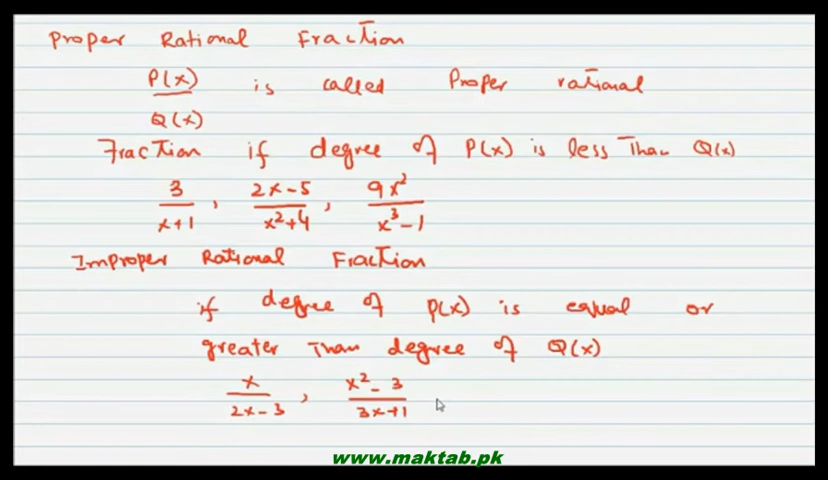 Proper Rational Fraction
P(x)/Q(x) is called Proper rational
Fraction if degree of P(x) is less Than Q(x)
3/(x+1), (2x-5)/(x²+4), 9x²/(x³-1)
Improper Rational Fraction
if degree of P(x) is equal or
greater Than degree of Q(x)
x/(2x-3), (x²-3)/(3x+1)
www.maktab.pk